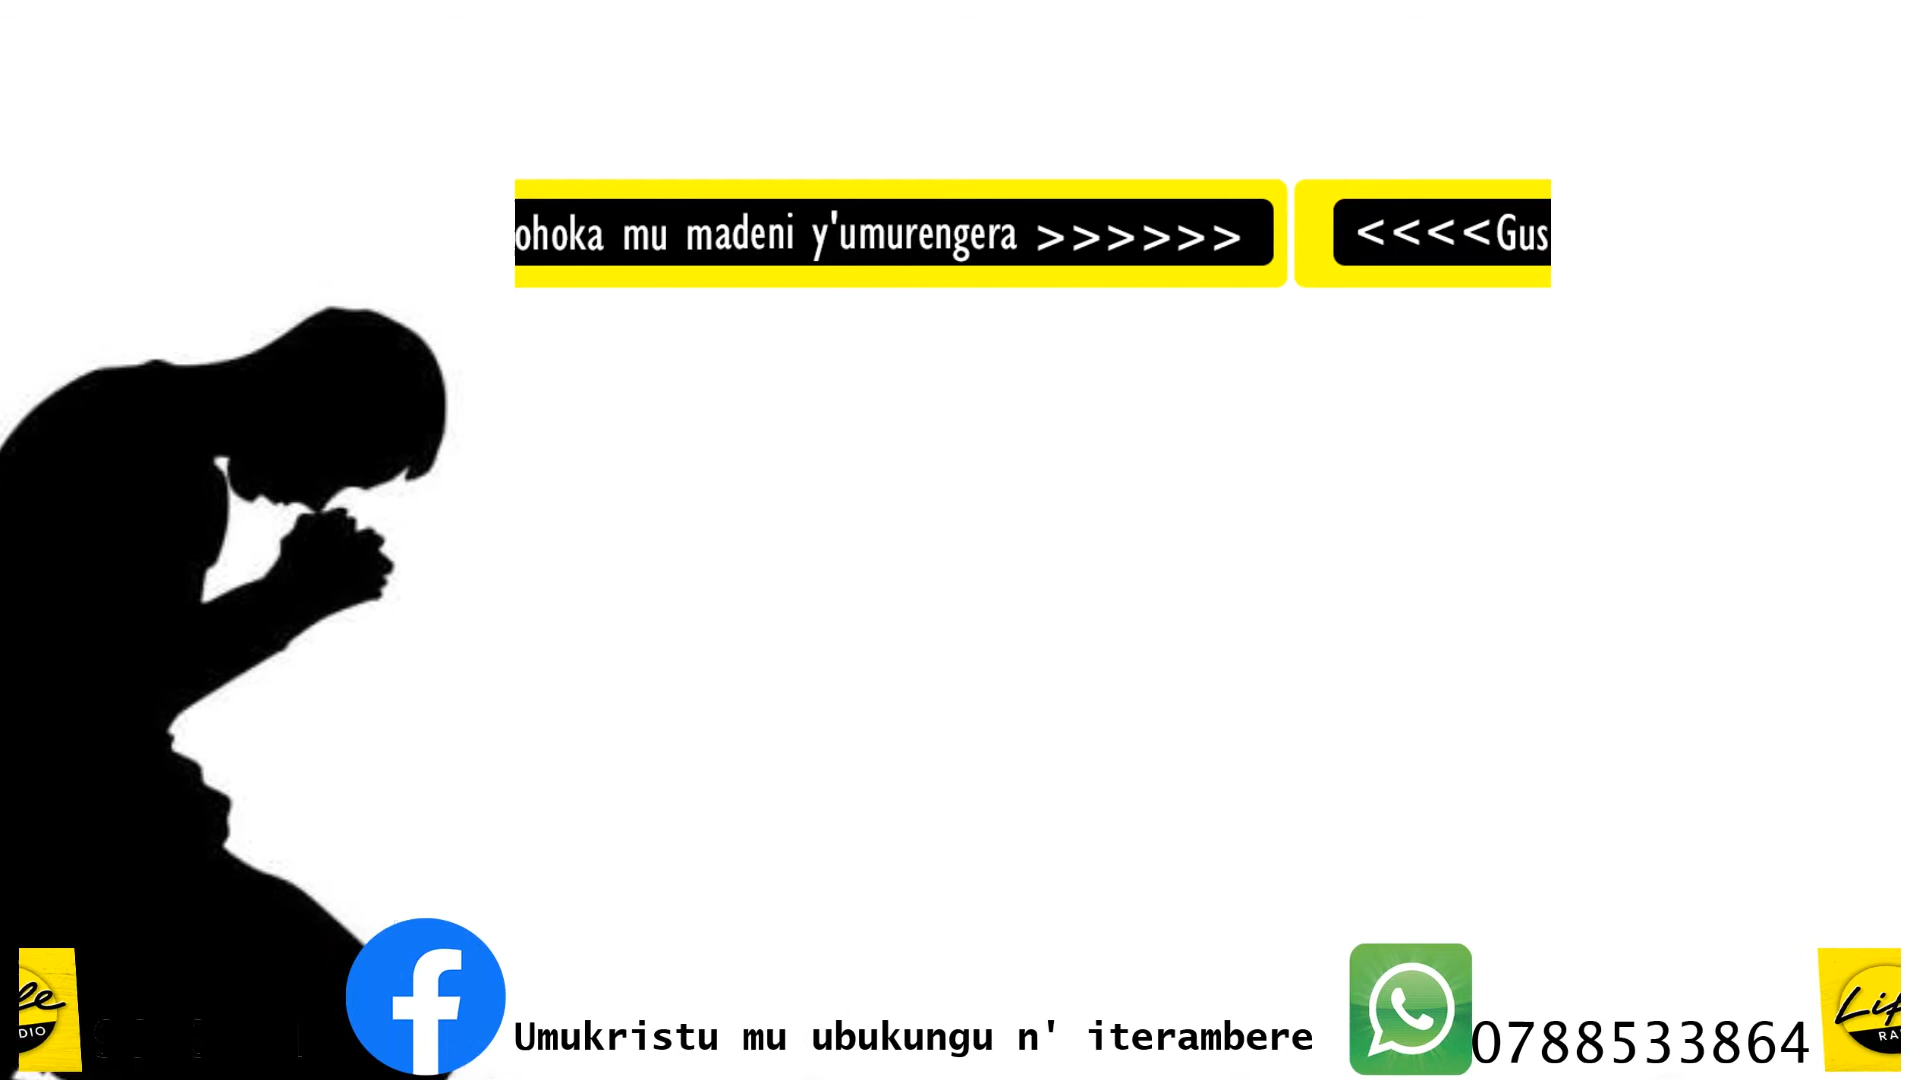 ohoka mu madeni y'umurengera >>>>>> <<<<Gus
Umukristu mu ubukungu n' iterambere 0788533864